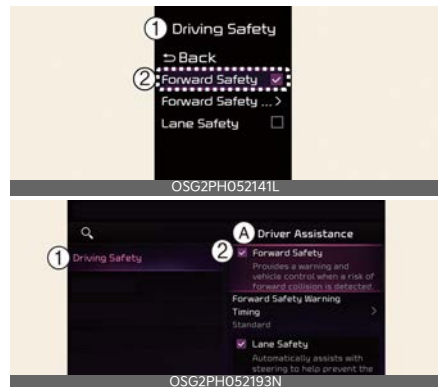 ① Driving Safety
⮌ Back
② Forward Safety
Forward Safety ... >
Lane Safety
OSG2PH052141L
Ⓐ Driver Assistance
① Driving Safety
② Forward Safety
Provides a warning and
vehicle control when a risk of
forward collision is detected.
Forward Safety Warning
Timing >
Standard
Lane Safety
Automatically assists with
steering to help prevent the
OSG2PH052193N